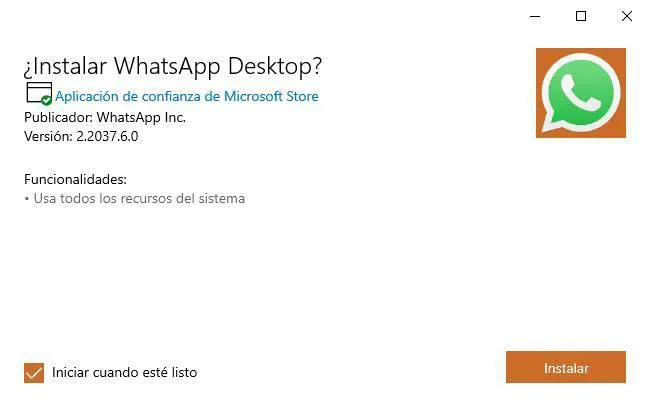 ¿Instalar WhatsApp Desktop?
Aplicación de confianza de Microsoft Store
Publicador: WhatsApp Inc.
Versión: 2.2037.6.0
Funcionalidades:
• Usa todos los recursos del sistema
Iniciar cuando esté listo
Instalar